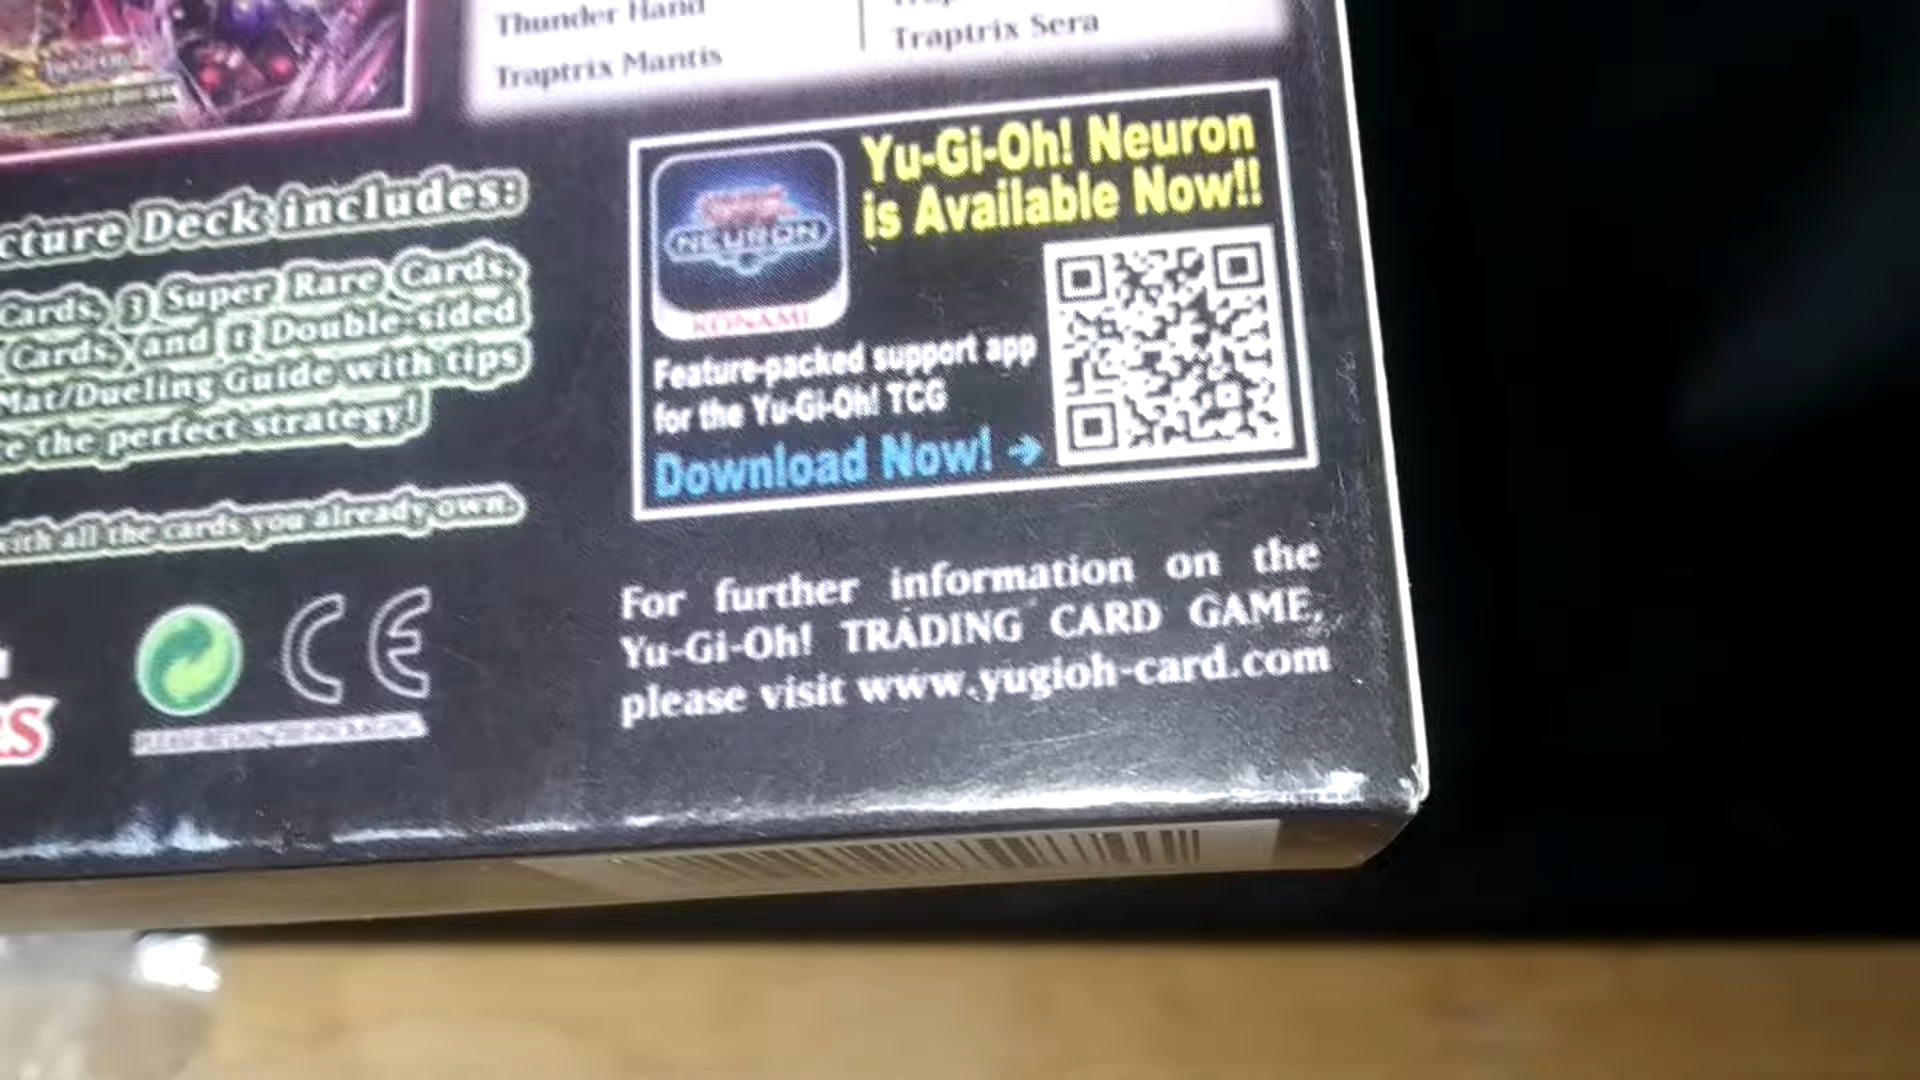 Thunder Hand
Traptrix Mantis
Traptrix Sera
Yu-Gi-Oh! Neuron
is Available Now!!
NEURON
KONAMI
Feature-packed support app
for the Yu-Gi-Oh! TCG
Download Now! →
cture Deck includes:
Cards, 3 Super Rare Cards,
Cards, and 1 Double-sided
Mat/Dueling Guide with tips
e the perfect strategy!
with all the cards you already own.
CE
For further information on the
Yu-Gi-Oh! TRADING CARD GAME,
please visit www.yugioh-card.com